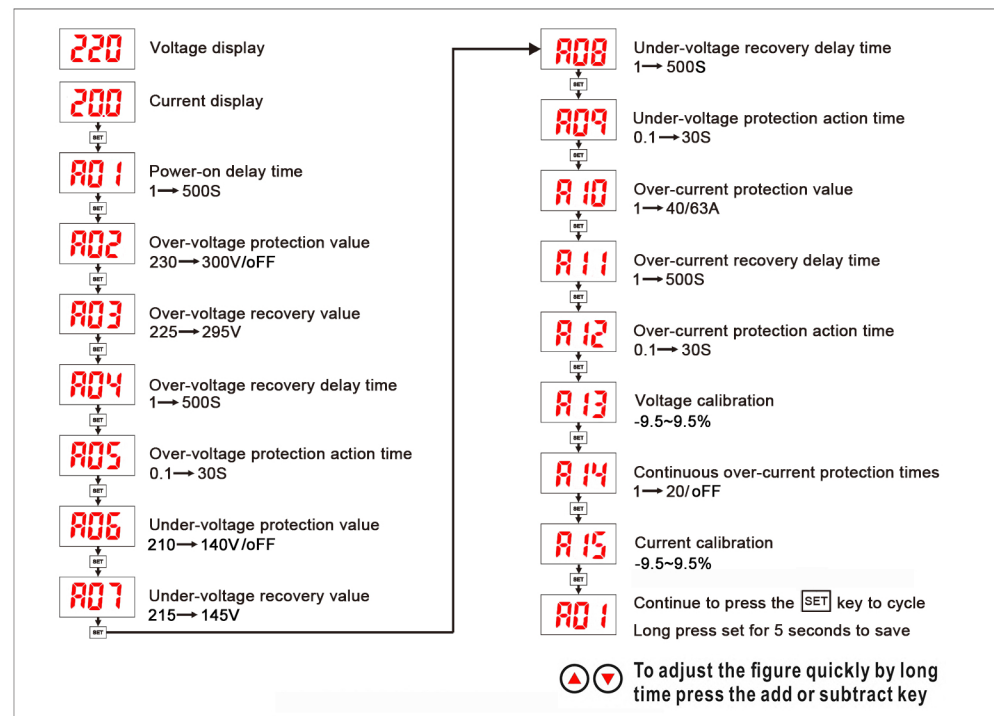 220
Voltage display
20.0
Current display
SET
A01
Power-on delay time
1→500S
SET
A02
Over-voltage protection value
230→300V/oFF
SET
A03
Over-voltage recovery value
225→295V
SET
A04
Over-voltage recovery delay time
1→500S
SET
A05
Over-voltage protection action time
0.1→30S
SET
A06
Under-voltage protection value
210→140V/oFF
SET
A07
Under-voltage recovery value
215→145V
SET
A08
Under-voltage recovery delay time
1→500S
SET
A09
Under-voltage protection action time
0.1→30S
SET
A10
Over-current protection value
1→40/63A
SET
A11
Over-current recovery delay time
1→500S
SET
A12
Over-current protection action time
0.1→30S
SET
A13
Voltage calibration
-9.5~9.5%
SET
A14
Continuous over-current protection times
1→20/oFF
SET
A15
Current calibration
-9.5~9.5%
SET
A01
Continue to press the SET key to cycle
Long press set for 5 seconds to save
To adjust the figure quickly by long
time press the add or subtract key